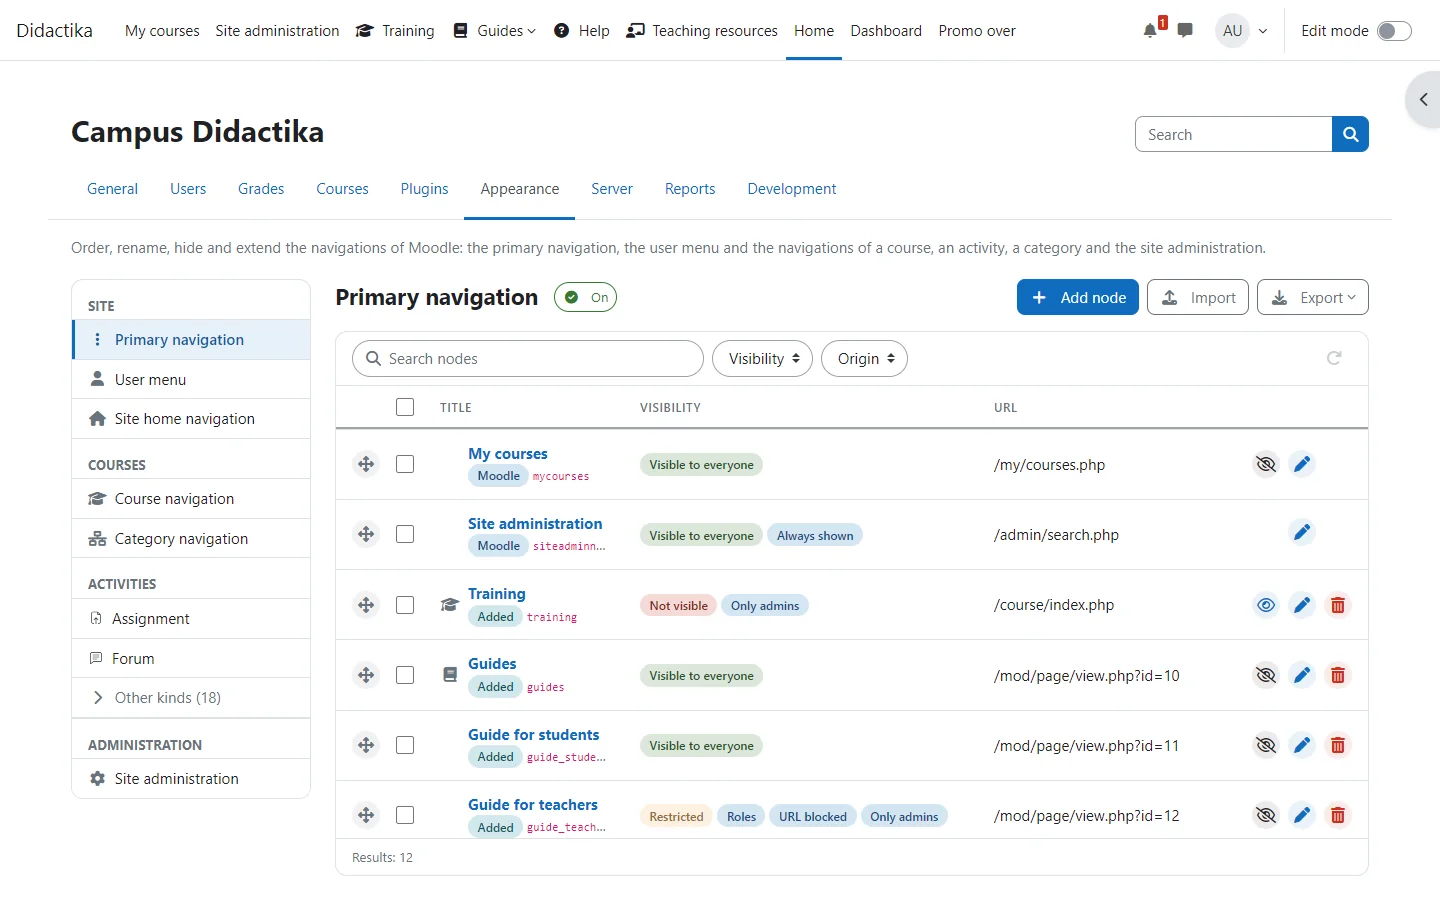 Didaktika
My courses
Site administration
Training
Guides
Help
Teaching resources
Home
Dashboard
Promo over
1
AU
Edit mode
Campus Didaktika
Search
General
Users
Grades
Courses
Plugins
Appearance
Server
Reports
Development
Order, rename, hide and extend the navigations of Moodle: the primary navigation, the user menu and the navigations of a course, an activity, a category and the site administration.
SITE
Primary navigation
User menu
Site home navigation
COURSES
Course navigation
Category navigation
ACTIVITIES
Assignment
Forum
Other kinds (18)
ADMINISTRATION
Site administration
Primary navigation
On
Add node
Import
Export
Search nodes
Visibility
Origin
TITLE VISIBILITY URL
My courses
Moodle mycourses
Visible to everyone
/my/courses.php
Site administration
Moodle siteadminn...
Visible to everyone Always shown
/admin/search.php
Training
Added training
Not visible Only admins
/course/index.php
Guides
Added guides
Visible to everyone
/mod/page/view.php?id=10
Guide for students
Added guide_stude...
Visible to everyone
/mod/page/view.php?id=11
Guide for teachers
Added guide_teach...
Restricted Roles URL blocked Only admins
/mod/page/view.php?id=12
Results: 12